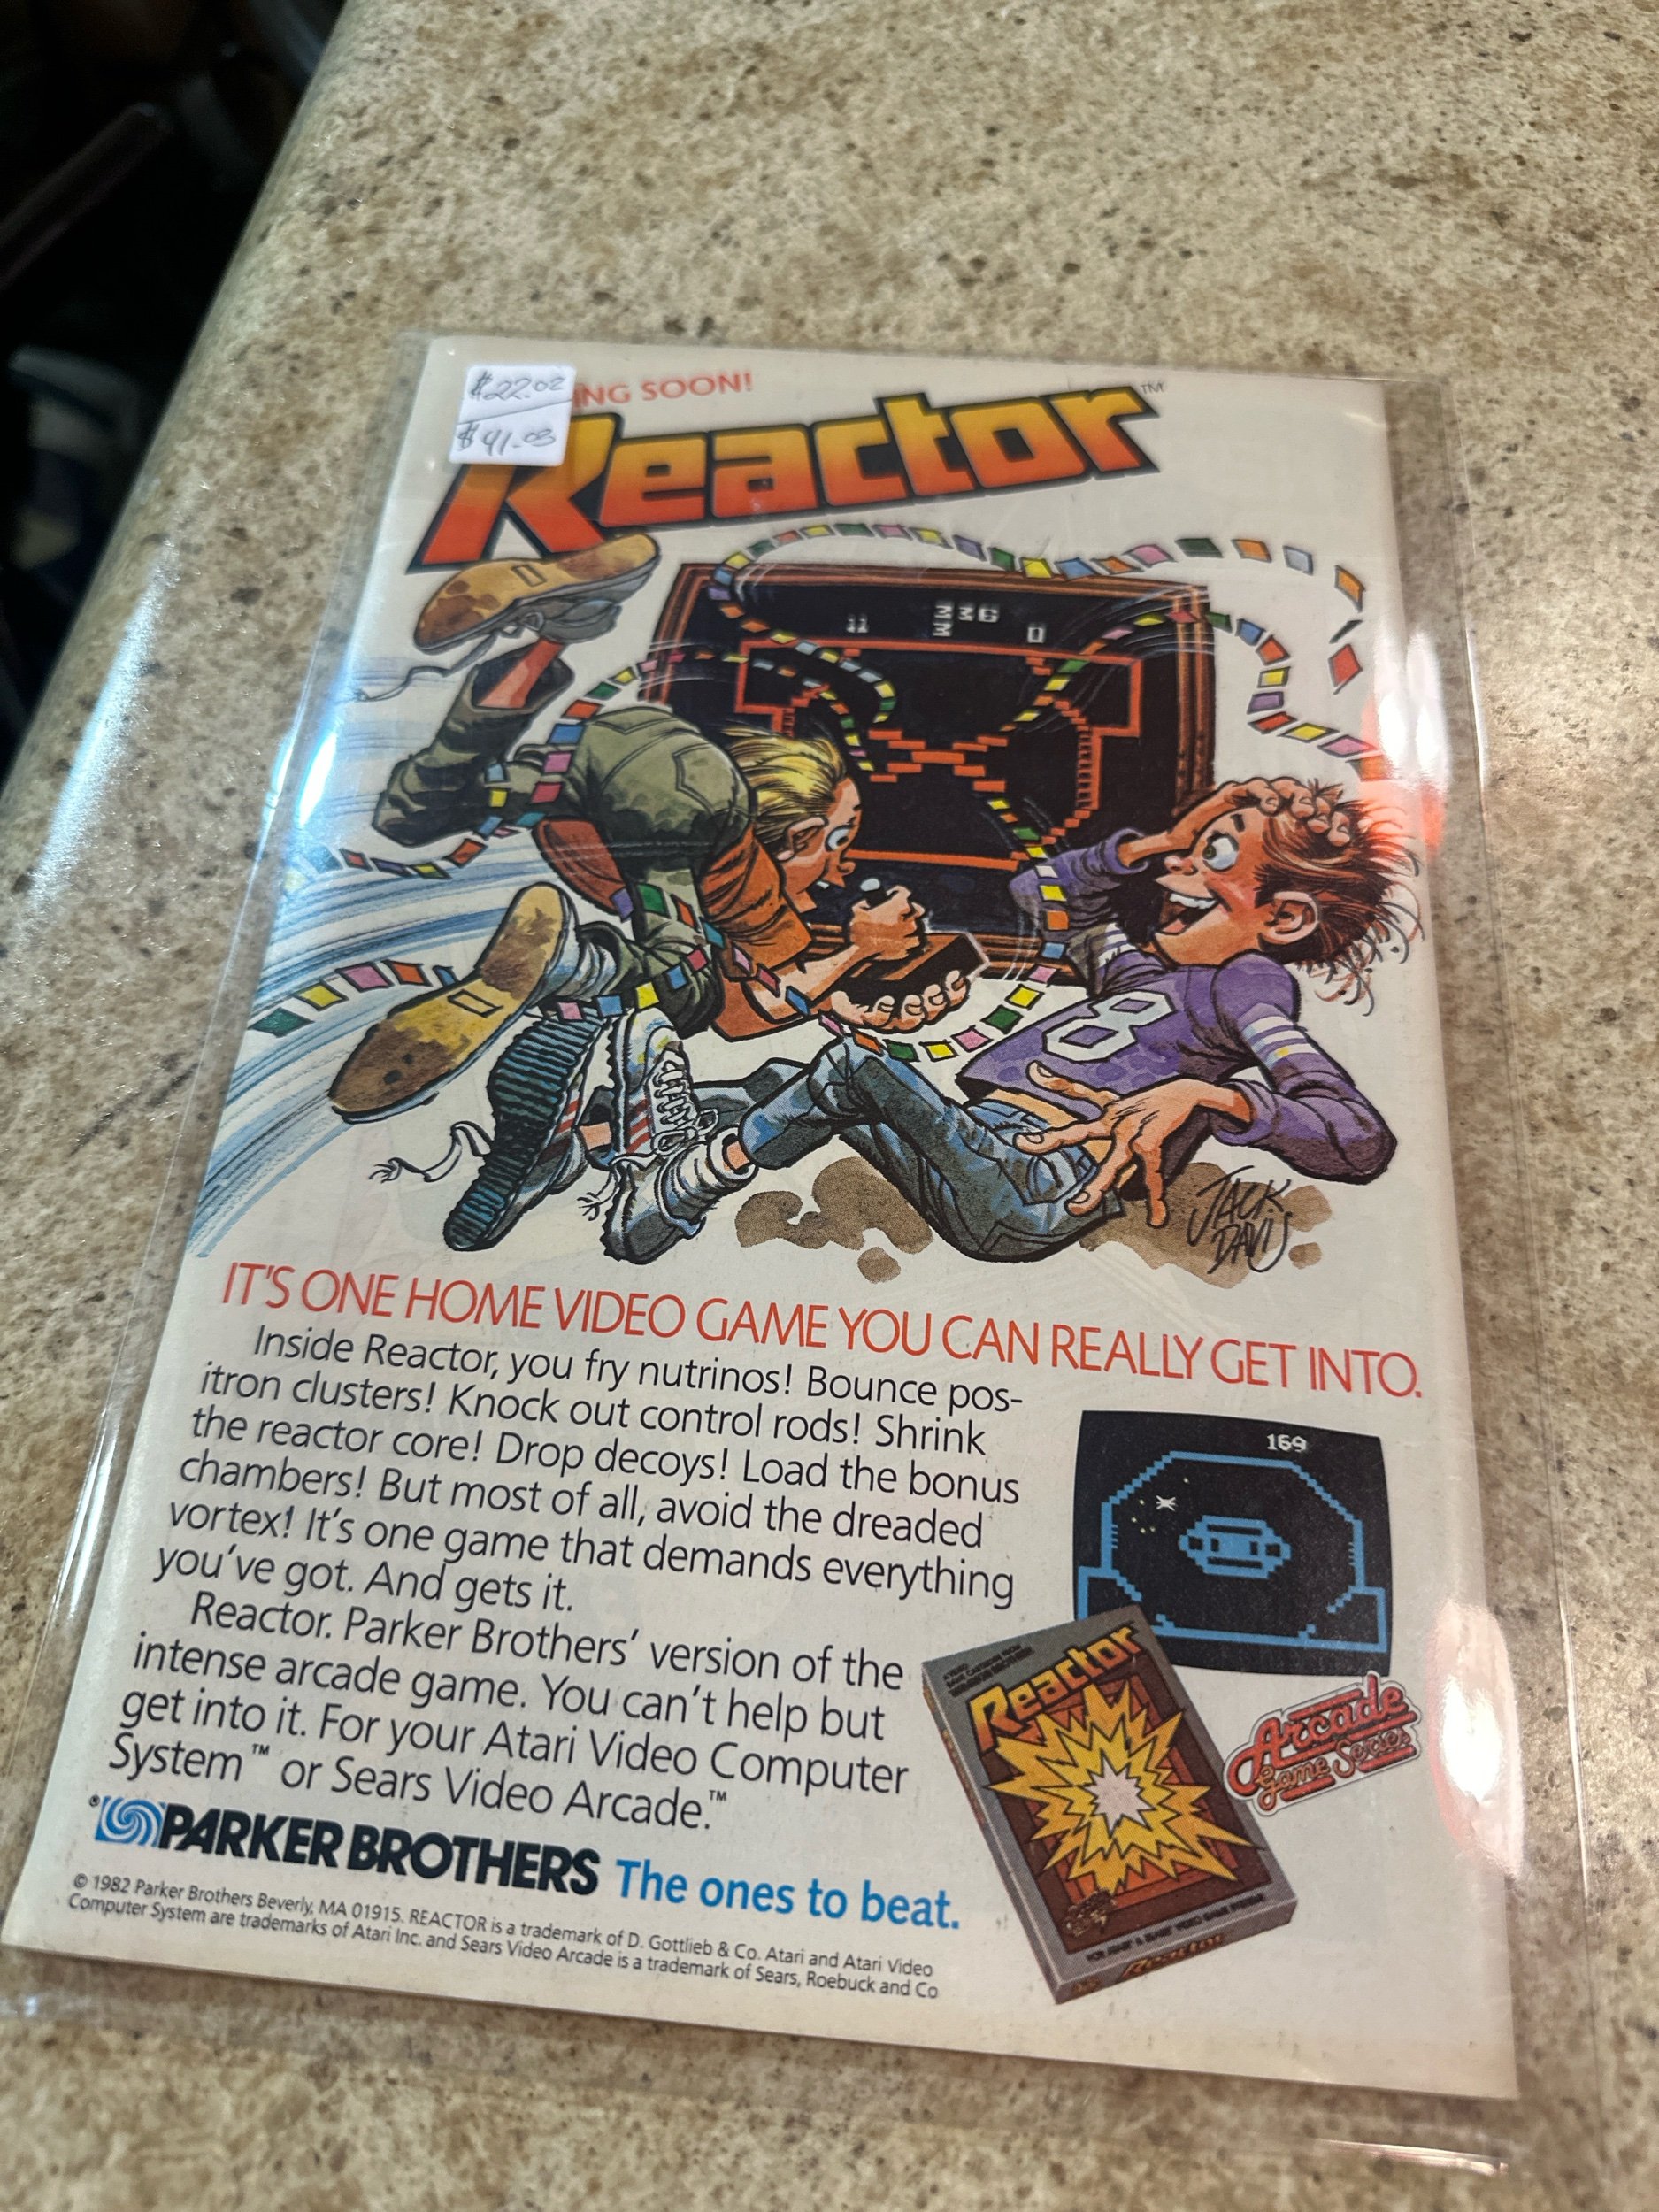 $22.02
$41.03
NG SOON!
Reactor™
11
0
8
JACK
DAVIS
IT'S ONE HOME VIDEO GAME YOU CAN REALLY GET INTO.
Inside Reactor, you fry nutrinos! Bounce pos-
itron clusters! Knock out control rods! Shrink
the reactor core! Drop decoys! Load the bonus
chambers! But most of all, avoid the dreaded
vortex! It's one game that demands everything
you've got. And gets it.
Reactor. Parker Brothers' version of the
intense arcade game. You can't help but
get into it. For your Atari Video Computer
System™ or Sears Video Arcade.™
169
Reactor
Reactor
Arcade
Game Series
® PARKER BROTHERS The ones to beat.
© 1982 Parker Brothers Beverly, MA 01915. REACTOR is a trademark of D. Gottlieb & Co. Atari and Atari Video
Computer System are trademarks of Atari Inc. and Sears Video Arcade is a trademark of Sears, Roebuck and Co